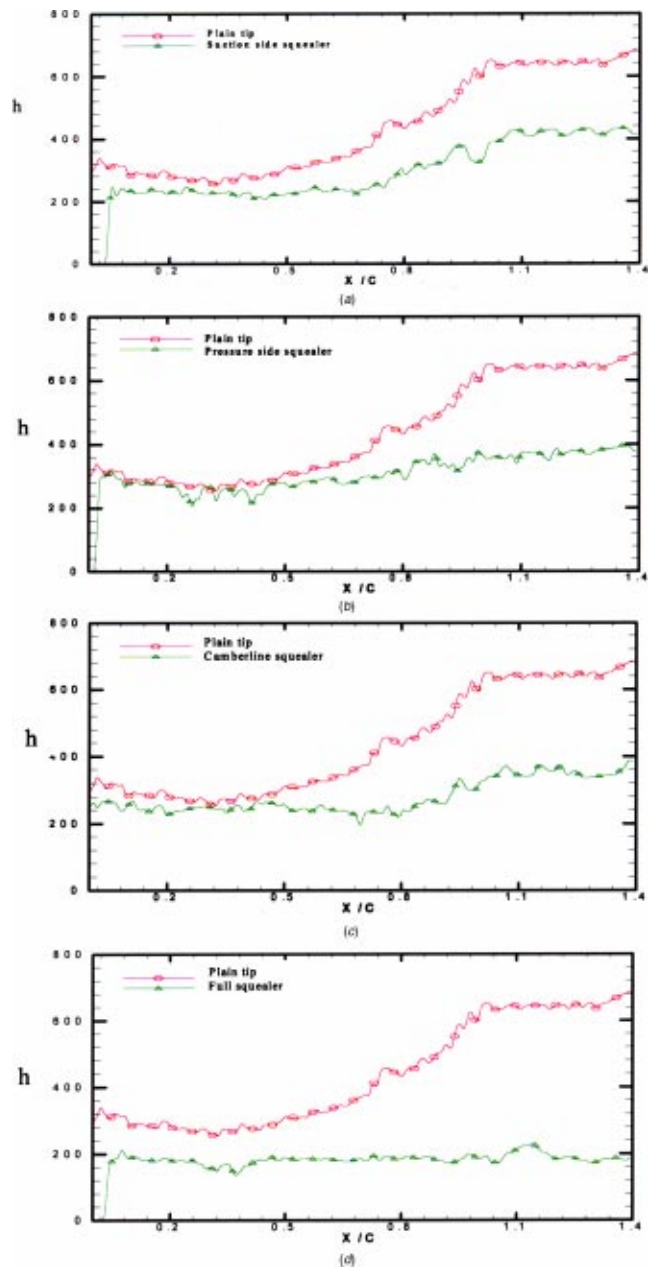 800
Plain tip
Suction side squealer
600
h
400
200
0
0.2 0.5 0.8 1.1 1.4
X/C
(a)
800
Plain tip
Pressure side squealer
600
h
400
200
0
0.2 0.5 0.8 1.1 1.4
X/C
(b)
800
Plain tip
Camberline squealer
600
h
400
200
0
0.2 0.5 0.8 1.1 1.4
X/C
(c)
800
Plain tip
Full squealer
600
h
400
200
0
0.2 0.5 0.8 1.1 1.4
X/C
(d)